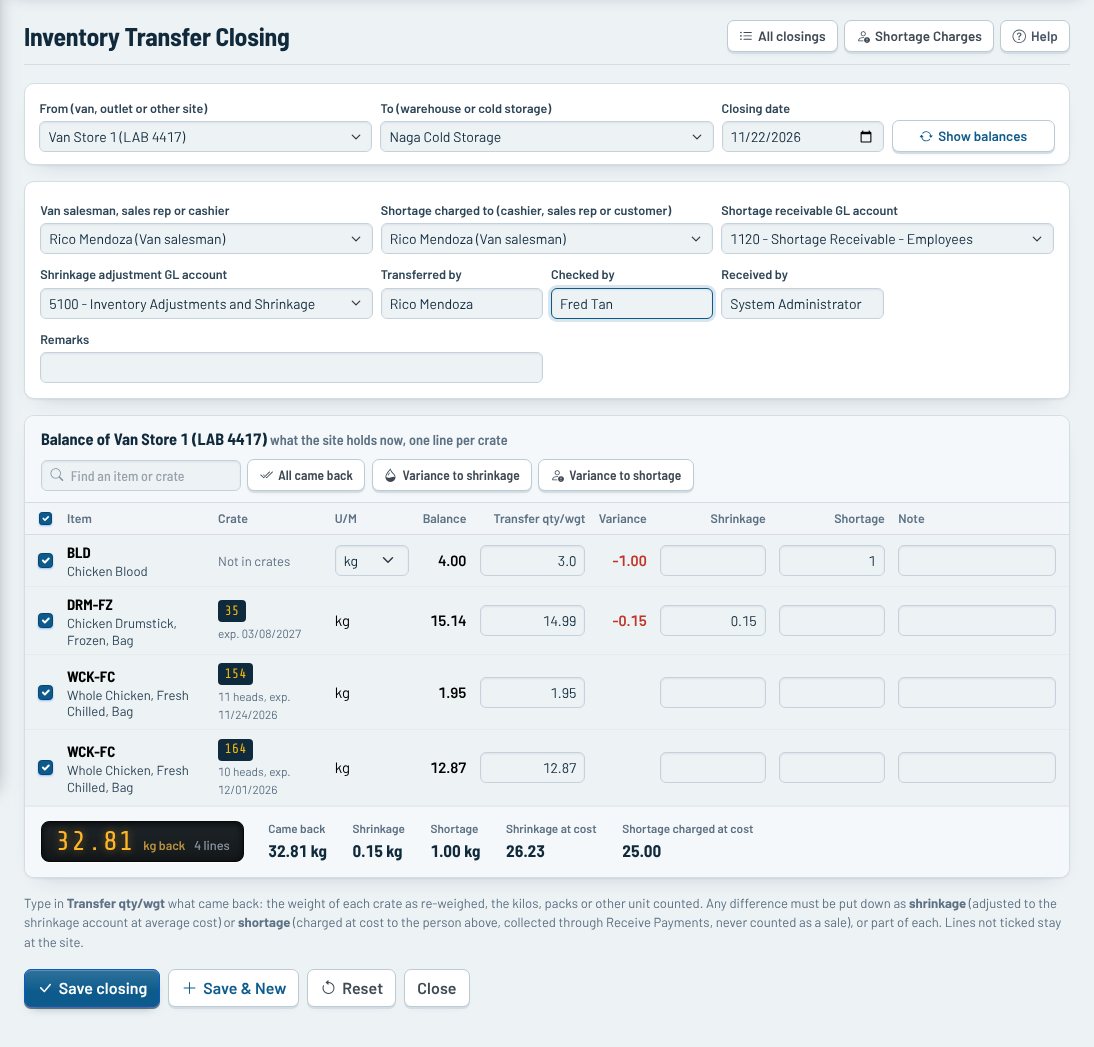 Inventory Transfer Closing
All closings
Shortage Charges
Help
From (van, outlet or other site)
To (warehouse or cold storage)
Closing date
Van Store 1 (LAB 4417)
Naga Cold Storage
11/22/2026
Show balances
Van salesman, sales rep or cashier
Shortage charged to (cashier, sales rep or customer)
Shortage receivable GL account
Rico Mendoza (Van salesman)
Rico Mendoza (Van salesman)
1120 - Shortage Receivable - Employees
Shrinkage adjustment GL account
Transferred by
Checked by
Received by
5100 - Inventory Adjustments and Shrinkage
Rico Mendoza
Fred Tan
System Administrator
Remarks
Balance of Van Store 1 (LAB 4417) what the site holds now, one line per crate
Find an item or crate
All came back
Variance to shrinkage
Variance to shortage
Item Crate U/M Balance Transfer qty/wgt Variance Shrinkage Shortage Note
BLD
Chicken Blood
Not in crates
kg
4.00
3.0
-1.00
1
DRM-FZ
Chicken Drumstick,
Frozen, Bag
35
exp. 03/08/2027
kg
15.14
14.99
-0.15
0.15
WCK-FC
Whole Chicken, Fresh
Chilled, Bag
154
11 heads, exp.
11/24/2026
kg
1.95
1.95
WCK-FC
Whole Chicken, Fresh
Chilled, Bag
164
10 heads, exp.
12/01/2026
kg
12.87
12.87
32.81 kg back 4 lines
Came back
32.81 kg
Shrinkage
0.15 kg
Shortage
1.00 kg
Shrinkage at cost
26.23
Shortage charged at cost
25.00
Type in Transfer qty/wgt what came back: the weight of each crate as re-weighed, the kilos, packs or other unit counted. Any difference must be put down as shrinkage (adjusted to the
shrinkage account at average cost) or shortage (charged at cost to the person above, collected through Receive Payments, never counted as a sale), or part of each. Lines not ticked stay
at the site.
Save closing
Save & New
Reset
Close